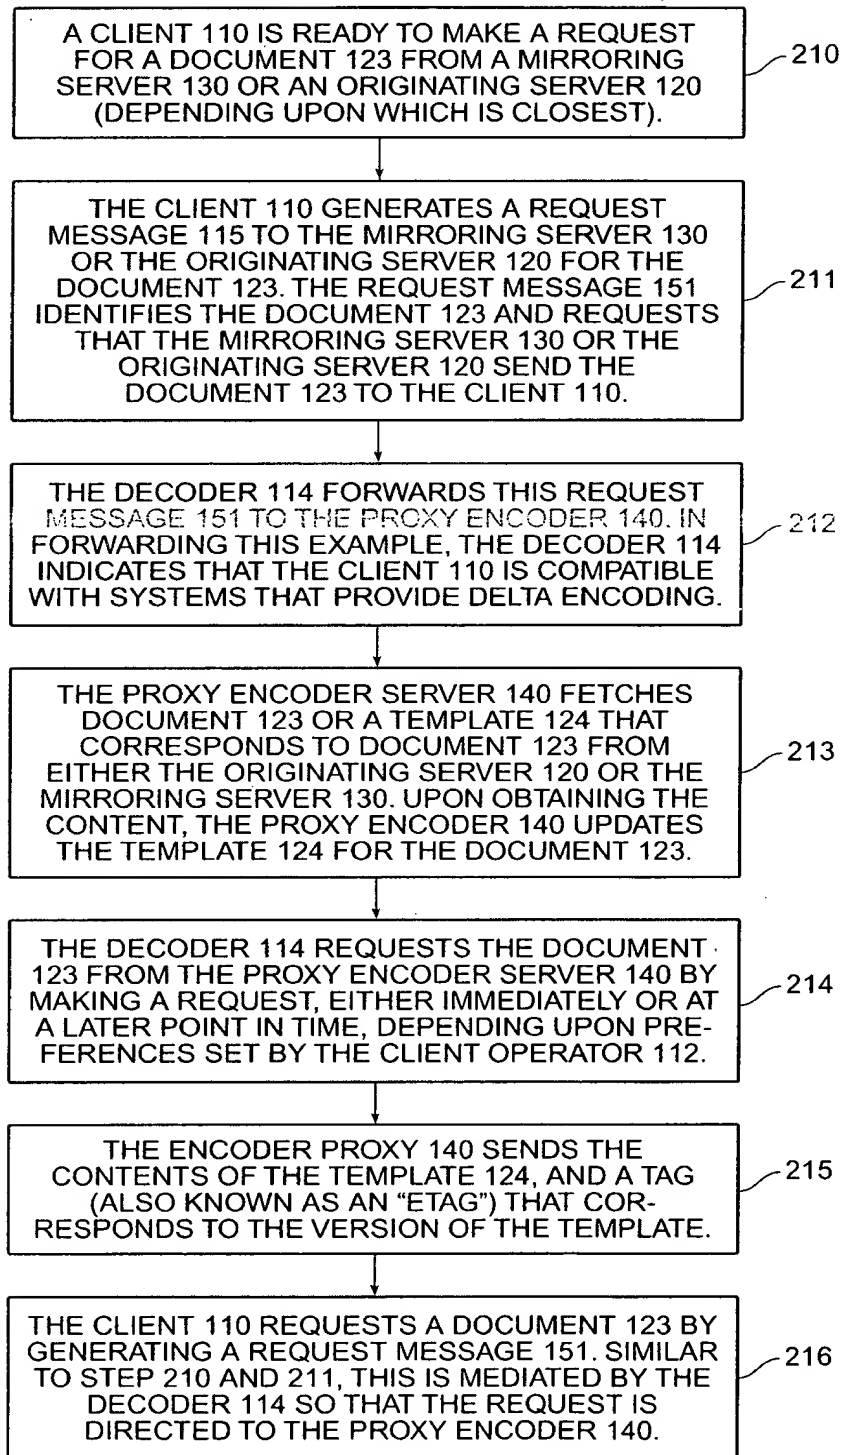 A CLIENT 110 IS READY TO MAKE A REQUEST
FOR A DOCUMENT 123 FROM A MIRRORING
SERVER 130 OR AN ORIGINATING SERVER 120
(DEPENDING UPON WHICH IS CLOSEST).
210
THE CLIENT 110 GENERATES A REQUEST
MESSAGE 115 TO THE MIRRORING SERVER 130
OR THE ORIGINATING SERVER 120 FOR THE
DOCUMENT 123. THE REQUEST MESSAGE 151
IDENTIFIES THE DOCUMENT 123 AND REQUESTS
THAT THE MIRRORING SERVER 130 OR THE
ORIGINATING SERVER 120 SEND THE
DOCUMENT 123 TO THE CLIENT 110.
211
THE DECODER 114 FORWARDS THIS REQUEST
MESSAGE 151 TO THE PROXY ENCODER 140. IN
FORWARDING THIS EXAMPLE, THE DECODER 114
INDICATES THAT THE CLIENT 110 IS COMPATIBLE
WITH SYSTEMS THAT PROVIDE DELTA ENCODING.
212
THE PROXY ENCODER SERVER 140 FETCHES
DOCUMENT 123 OR A TEMPLATE 124 THAT
CORRESPONDS TO DOCUMENT 123 FROM
EITHER THE ORIGINATING SERVER 120 OR THE
MIRRORING SERVER 130. UPON OBTAINING THE
CONTENT, THE PROXY ENCODER 140 UPDATES
THE TEMPLATE 124 FOR THE DOCUMENT 123.
213
THE DECODER 114 REQUESTS THE DOCUMENT
123 FROM THE PROXY ENCODER SERVER 140 BY
MAKING A REQUEST, EITHER IMMEDIATELY OR AT
A LATER POINT IN TIME, DEPENDING UPON PRE-
FERENCES SET BY THE CLIENT OPERATOR 112.
214
THE ENCODER PROXY 140 SENDS THE
CONTENTS OF THE TEMPLATE 124, AND A TAG
(ALSO KNOWN AS AN “ETAG”) THAT COR-
RESPONDS TO THE VERSION OF THE TEMPLATE.
215
THE CLIENT 110 REQUESTS A DOCUMENT 123 BY
GENERATING A REQUEST MESSAGE 151. SIMILAR
TO STEP 210 AND 211, THIS IS MEDIATED BY THE
DECODER 114 SO THAT THE REQUEST IS
DIRECTED TO THE PROXY ENCODER 140.
216